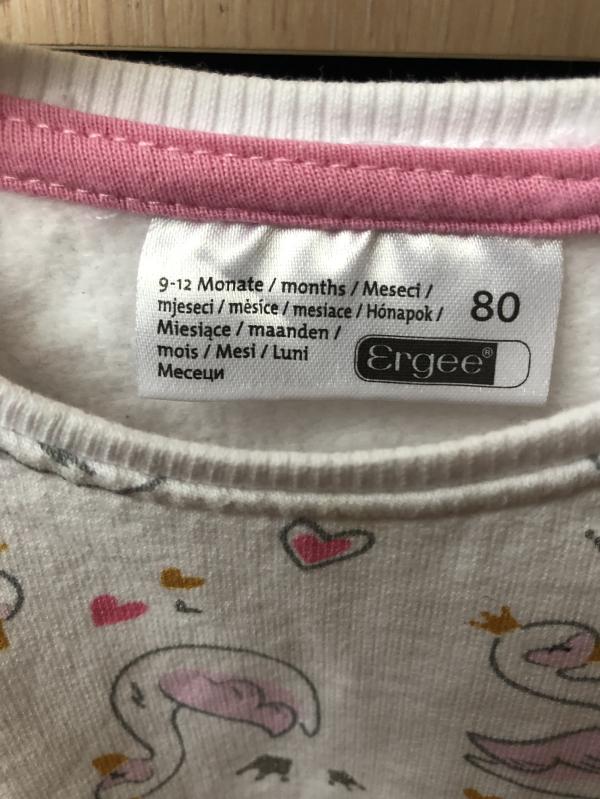 9-12 Monate / months / Meseci /
mjeseci / měsíce / mesiace / Hónapok /
Miesiące / maanden /
mois / Mesi / Luni
Месеци
80
Ergee®